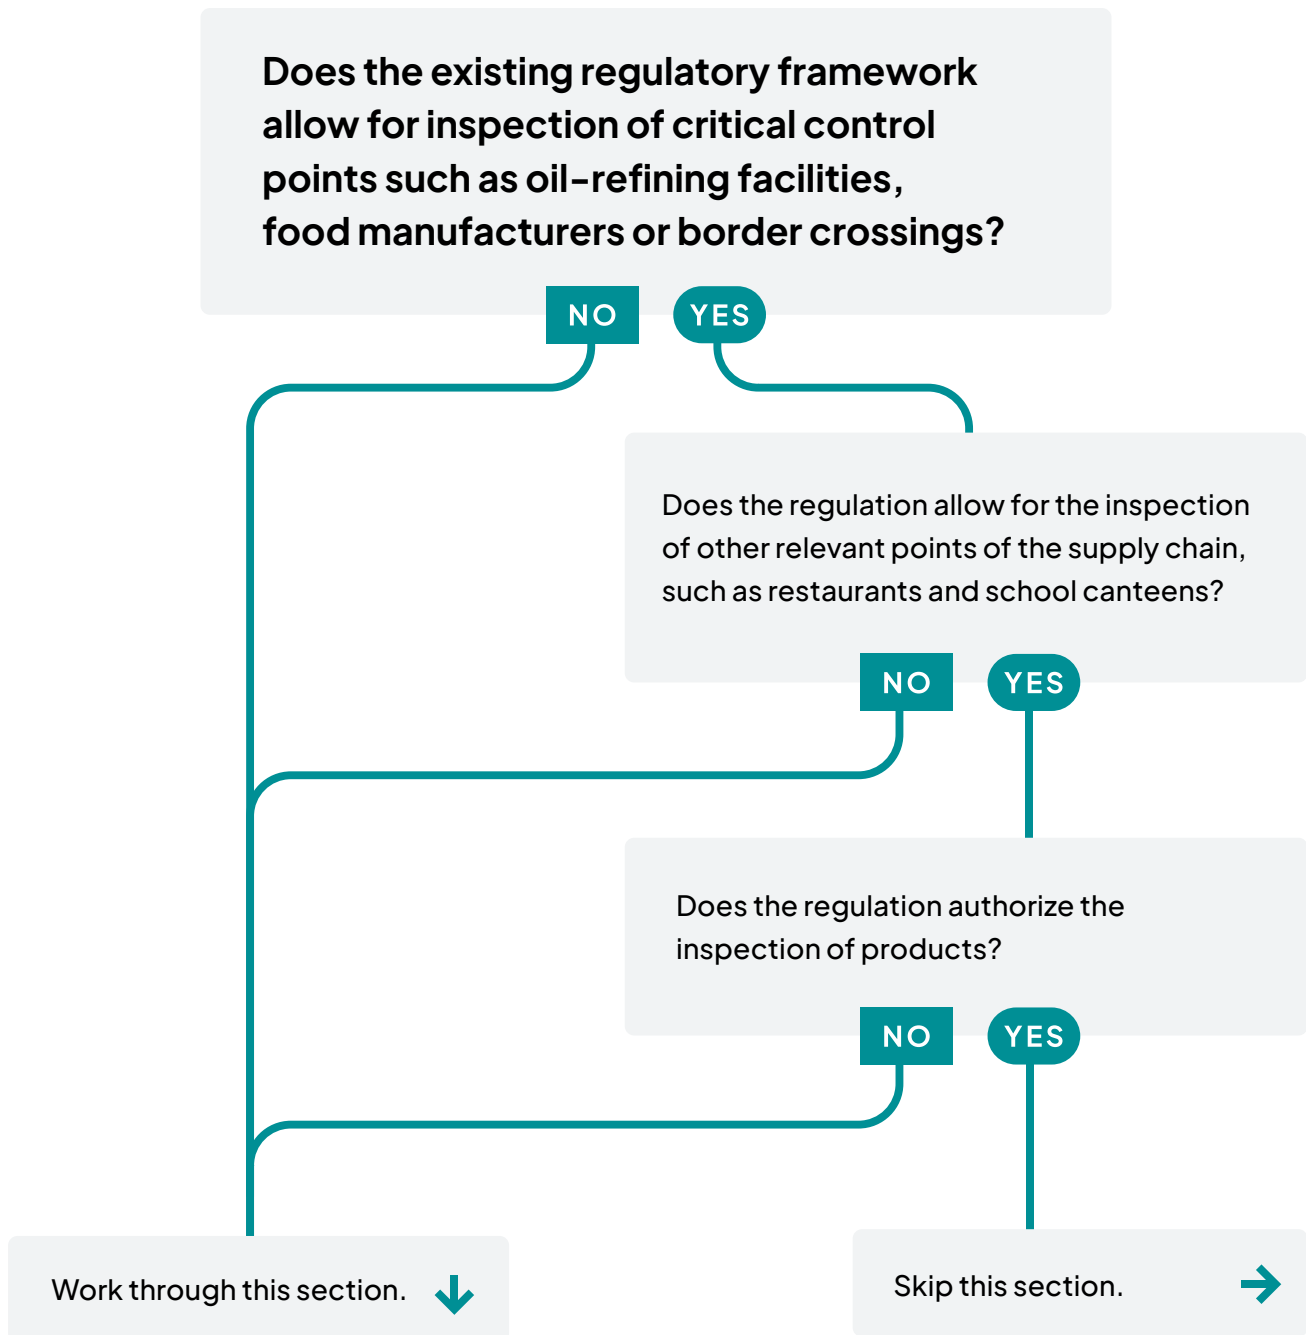 Does the existing regulatory framework
allow for inspection of critical control
points such as oil-refining facilities,
food manufacturers or border crossings?
NO YES
Does the regulation allow for the inspection
of other relevant points of the supply chain,
such as restaurants and school canteens?
NO YES
Does the regulation authorize the
inspection of products?
NO YES
Work through this section.
Skip this section.